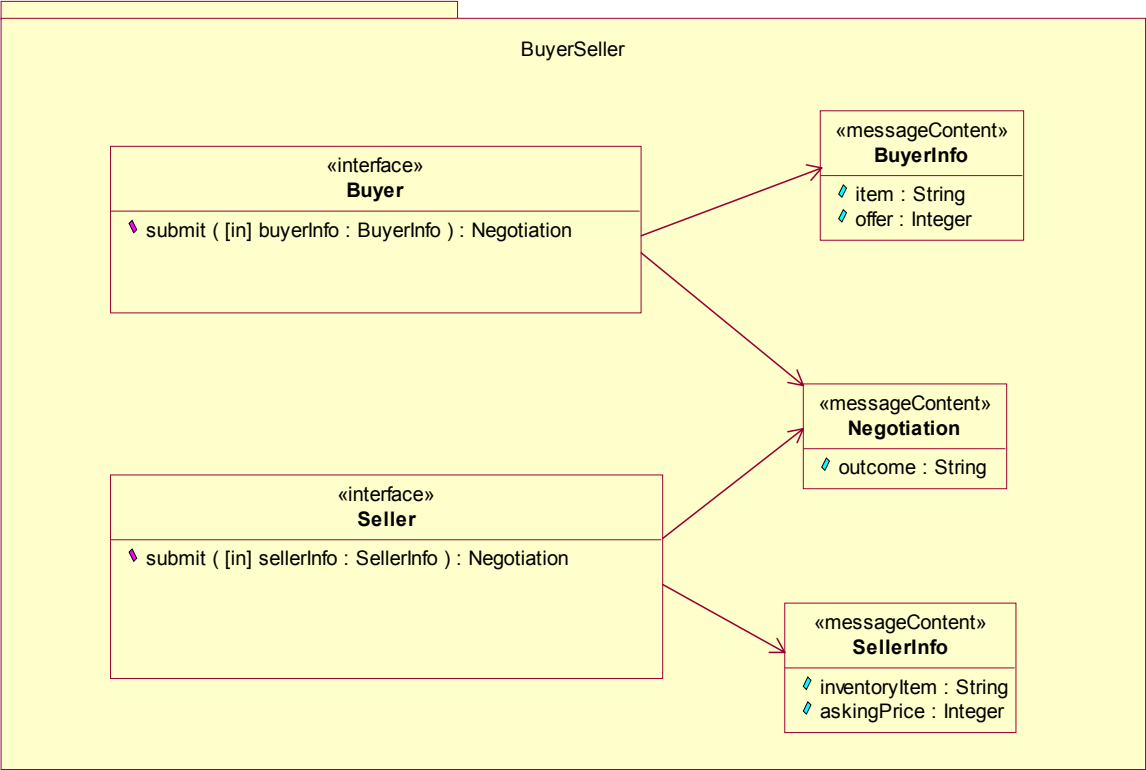 BuyerSeller
«interface»
Buyer
submit ( [in] buyerInfo : BuyerInfo ) : Negotiation
«messageContent»
BuyerInfo
item : String
offer : Integer
«messageContent»
Negotiation
outcome : String
«interface»
Seller
submit ( [in] sellerInfo : SellerInfo ) : Negotiation
«messageContent»
SellerInfo
inventoryItem : String
askingPrice : Integer